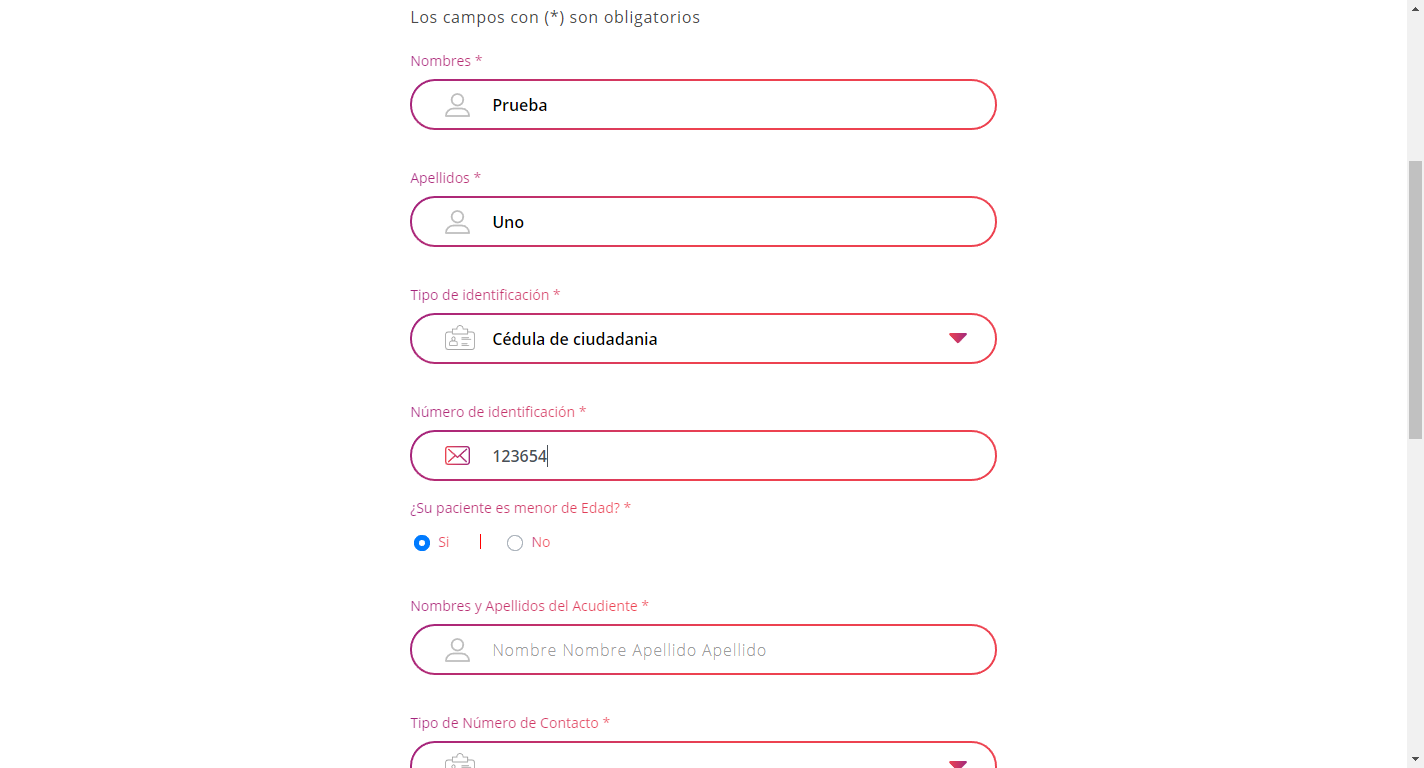 Los campos con (*) son obligatorios
Nombres *
Prueba
Apellidos *
Uno
Tipo de identificación *
Cédula de ciudadania
Número de identificación *
123654
¿Su paciente es menor de Edad? *
Si | No
Nombres y Apellidos del Acudiente *
Nombre Nombre Apellido Apellido
Tipo de Número de Contacto *